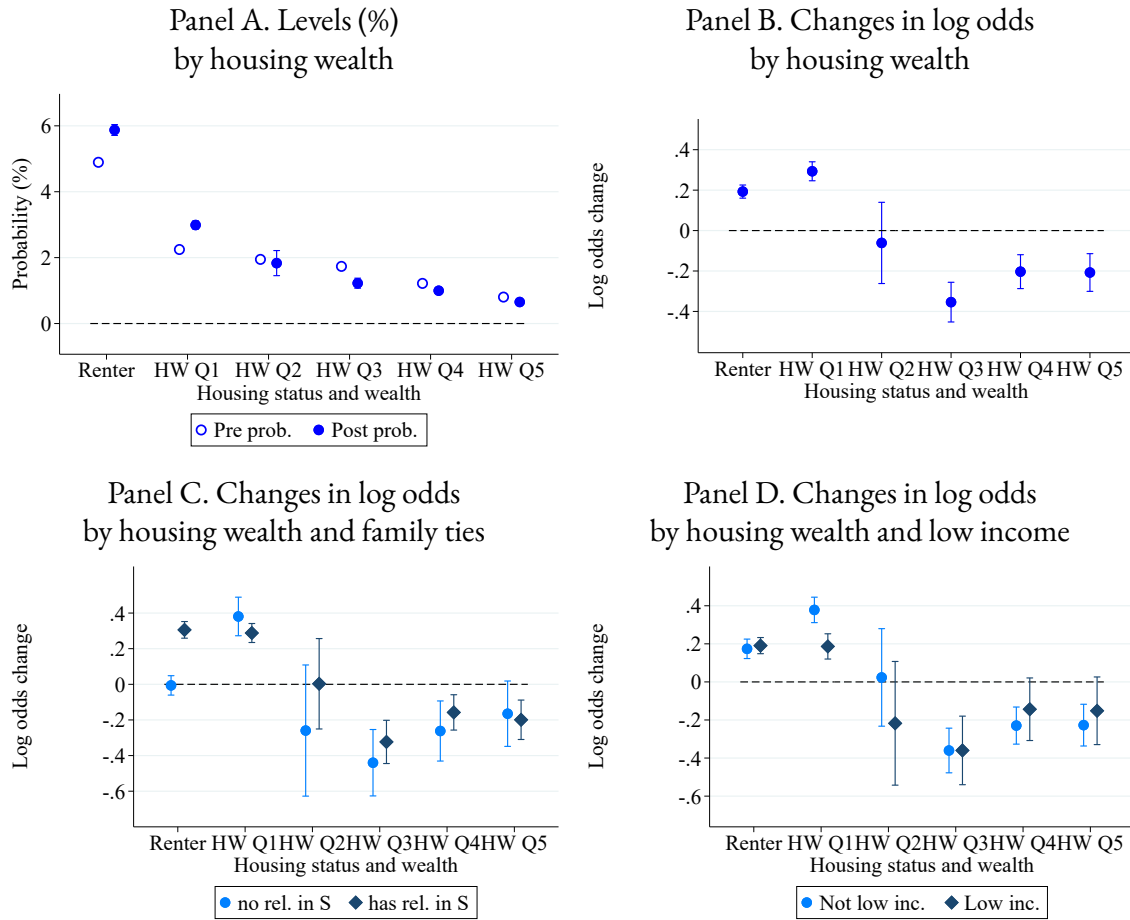 Panel A. Levels (%)
by housing wealth
Probability (%)
6
4
2
0
Renter HW Q1 HW Q2 HW Q3 HW Q4 HW Q5
Housing status and wealth
Pre prob. Post prob.
Panel B. Changes in log odds
by housing wealth
Log odds change
.4
.2
0
-.2
-.4
Renter HW Q1 HW Q2 HW Q3 HW Q4 HW Q5
Housing status and wealth
Panel C. Changes in log odds
by housing wealth and family ties
Log odds change
.4
.2
0
-.2
-.4
-.6
Renter HW Q1 HW Q2 HW Q3 HW Q4 HW Q5
Housing status and wealth
no rel. in S has rel. in S
Panel D. Changes in log odds
by housing wealth and low income
Log odds change
.4
.2
0
-.2
-.4
-.6
Renter HW Q1 HW Q2 HW Q3 HW Q4 HW Q5
Housing status and wealth
Not low inc. Low inc.